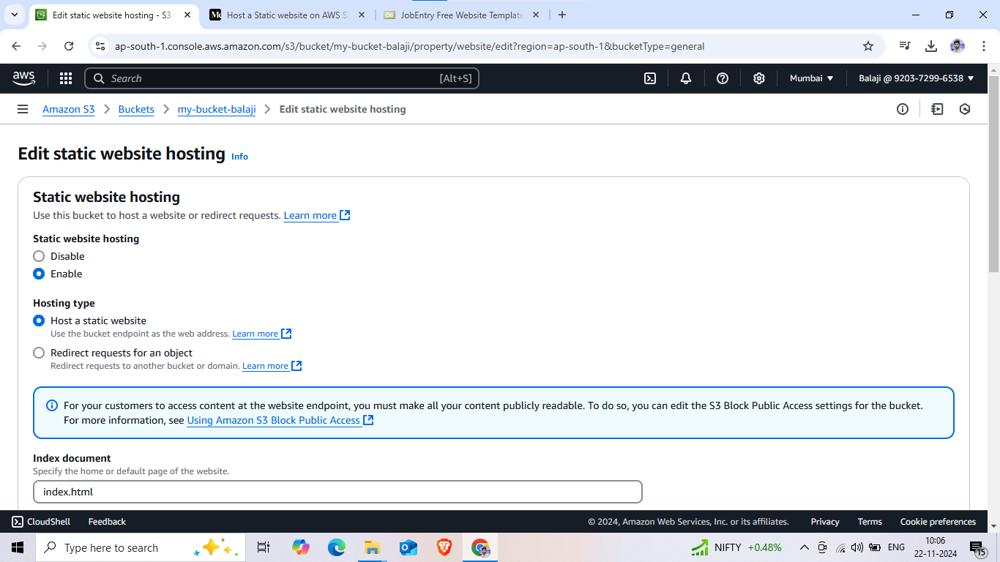 Edit static website hosting - S3
Host a Static website on AWS S
JobEntry Free Website Template
ap-south-1.console.aws.amazon.com/s3/bucket/my-bucket-balaji/property/website/edit?region=ap-south-1&bucketType=general
aws
Search [Alt+S]
Mumbai
Balaji @ 9203-7299-6538
Amazon S3 > Buckets > my-bucket-balaji > Edit static website hosting
Edit static website hosting Info
Static website hosting
Use this bucket to host a website or redirect requests. Learn more
Static website hosting
Disable
Enable
Hosting type
Host a static website
Use the bucket endpoint as the web address. Learn more
Redirect requests for an object
Redirect requests to another bucket or domain. Learn more
For your customers to access content at the website endpoint, you must make all your content publicly readable. To do so, you can edit the S3 Block Public Access settings for the bucket.
For more information, see Using Amazon S3 Block Public Access
Index document
Specify the home or default page of the website.
index.html
CloudShell Feedback © 2024, Amazon Web Services, Inc. or its affiliates. Privacy Terms Cookie preferences
Type here to search
NIFTY +0.48%
ENG
10:06
22-11-2024
15